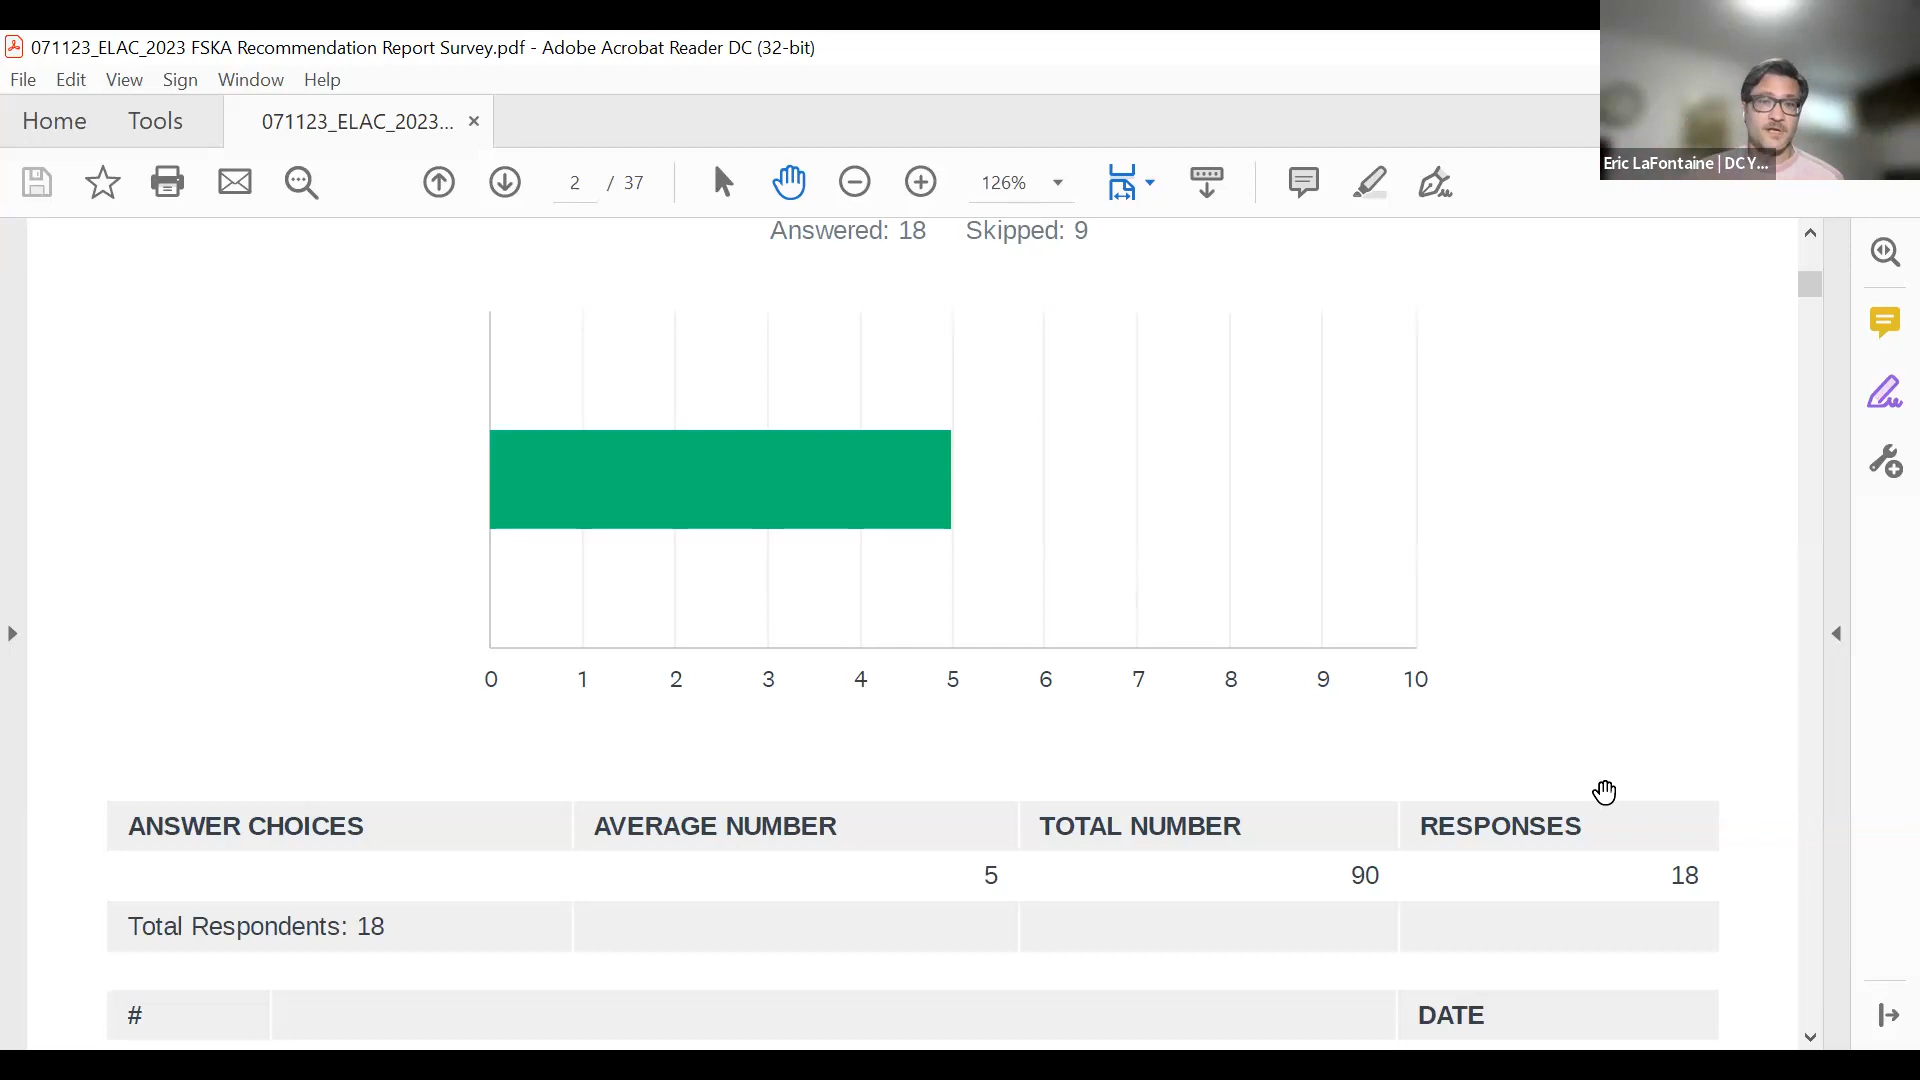 071123_ELAC_2023 FSKA Recommendation Report Survey.pdf - Adobe Acrobat Reader DC (32-bit)
File Edit View Sign Window Help
Home Tools 071123_ELAC_2023... ×
2 / 37 126%
Eric LaFontaine | DCY...
Answered: 18 Skipped: 9
0 1 2 3 4 5 6 7 8 9 10
ANSWER CHOICES AVERAGE NUMBER TOTAL NUMBER RESPONSES
5 90 18
Total Respondents: 18
# DATE